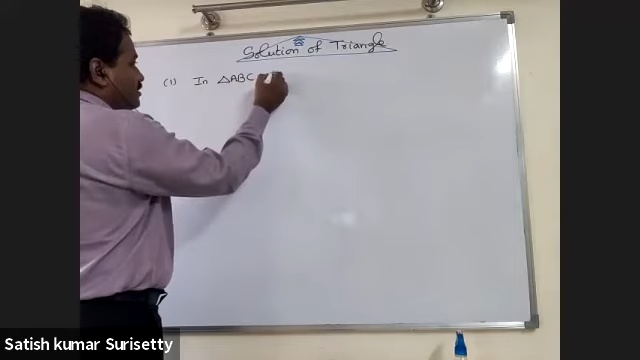 Solution of Triangle
(1) In △ABC
Satish kumar Surisetty